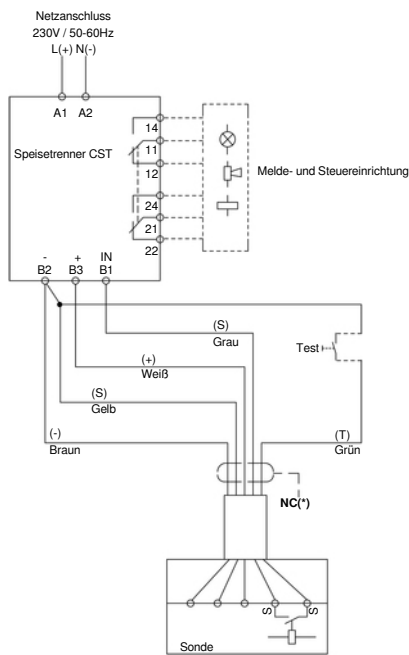 Netzanschluss
230V / 50-60Hz
L(+) N(-)
A1 A2
14
11
12
24
21
22
Speisetrenner CST
Melde- und Steuereinrichtung
- + IN
B2 B3 B1
(S)
Grau
Test
(+)
Weiß
(S)
Gelb
(-)
Braun
(T)
Grün
NC(*)
S S
Sonde